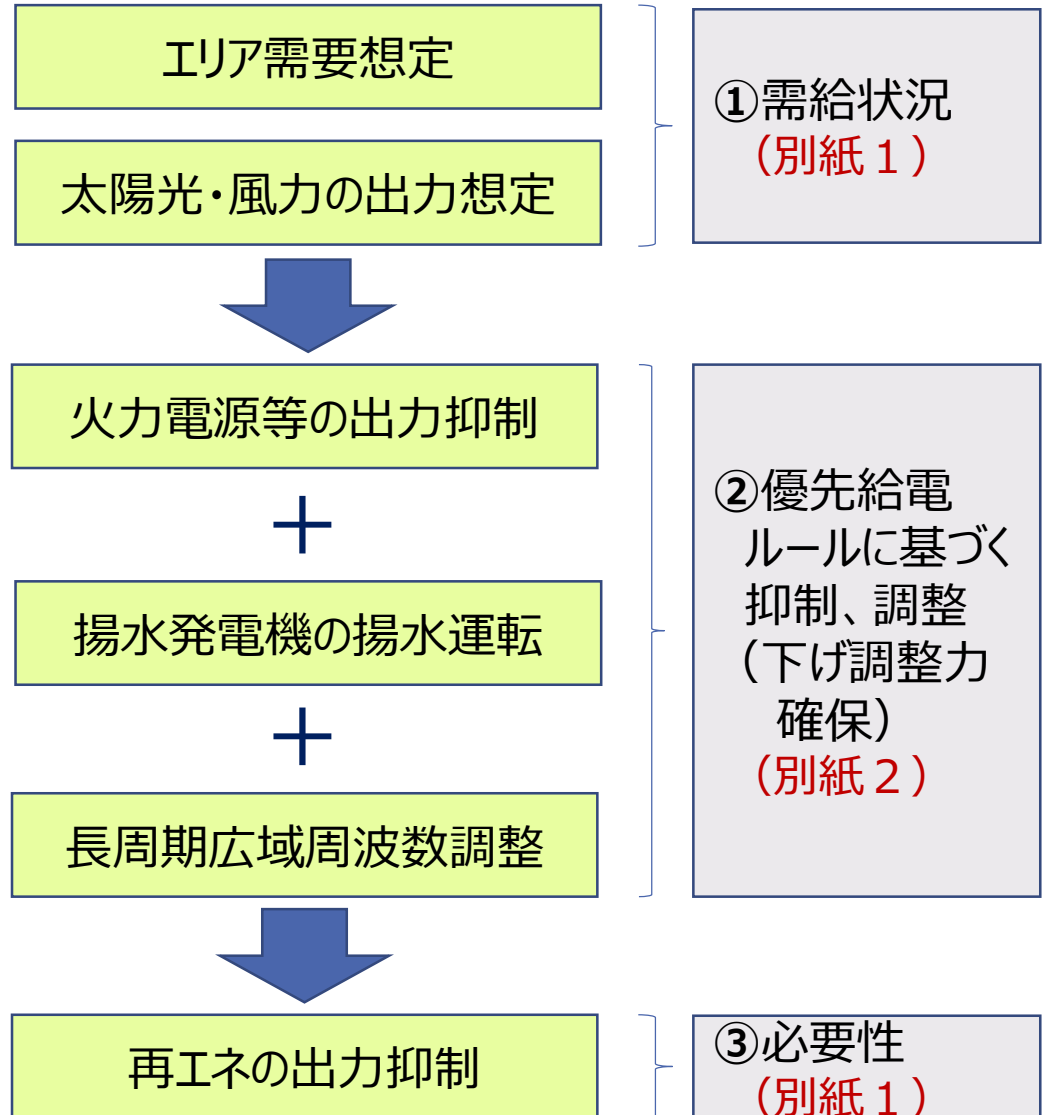 エリア需要想定
太陽光・風力の出力想定
①需給状況
（別紙１）
火力電源等の出力抑制
＋
揚水発電機の揚水運転
＋
長周期広域周波数調整
②優先給電
ルールに基づく
抑制、調整
（下げ調整力
確保）
（別紙２）
再エネの出力抑制
③必要性
（別紙１）